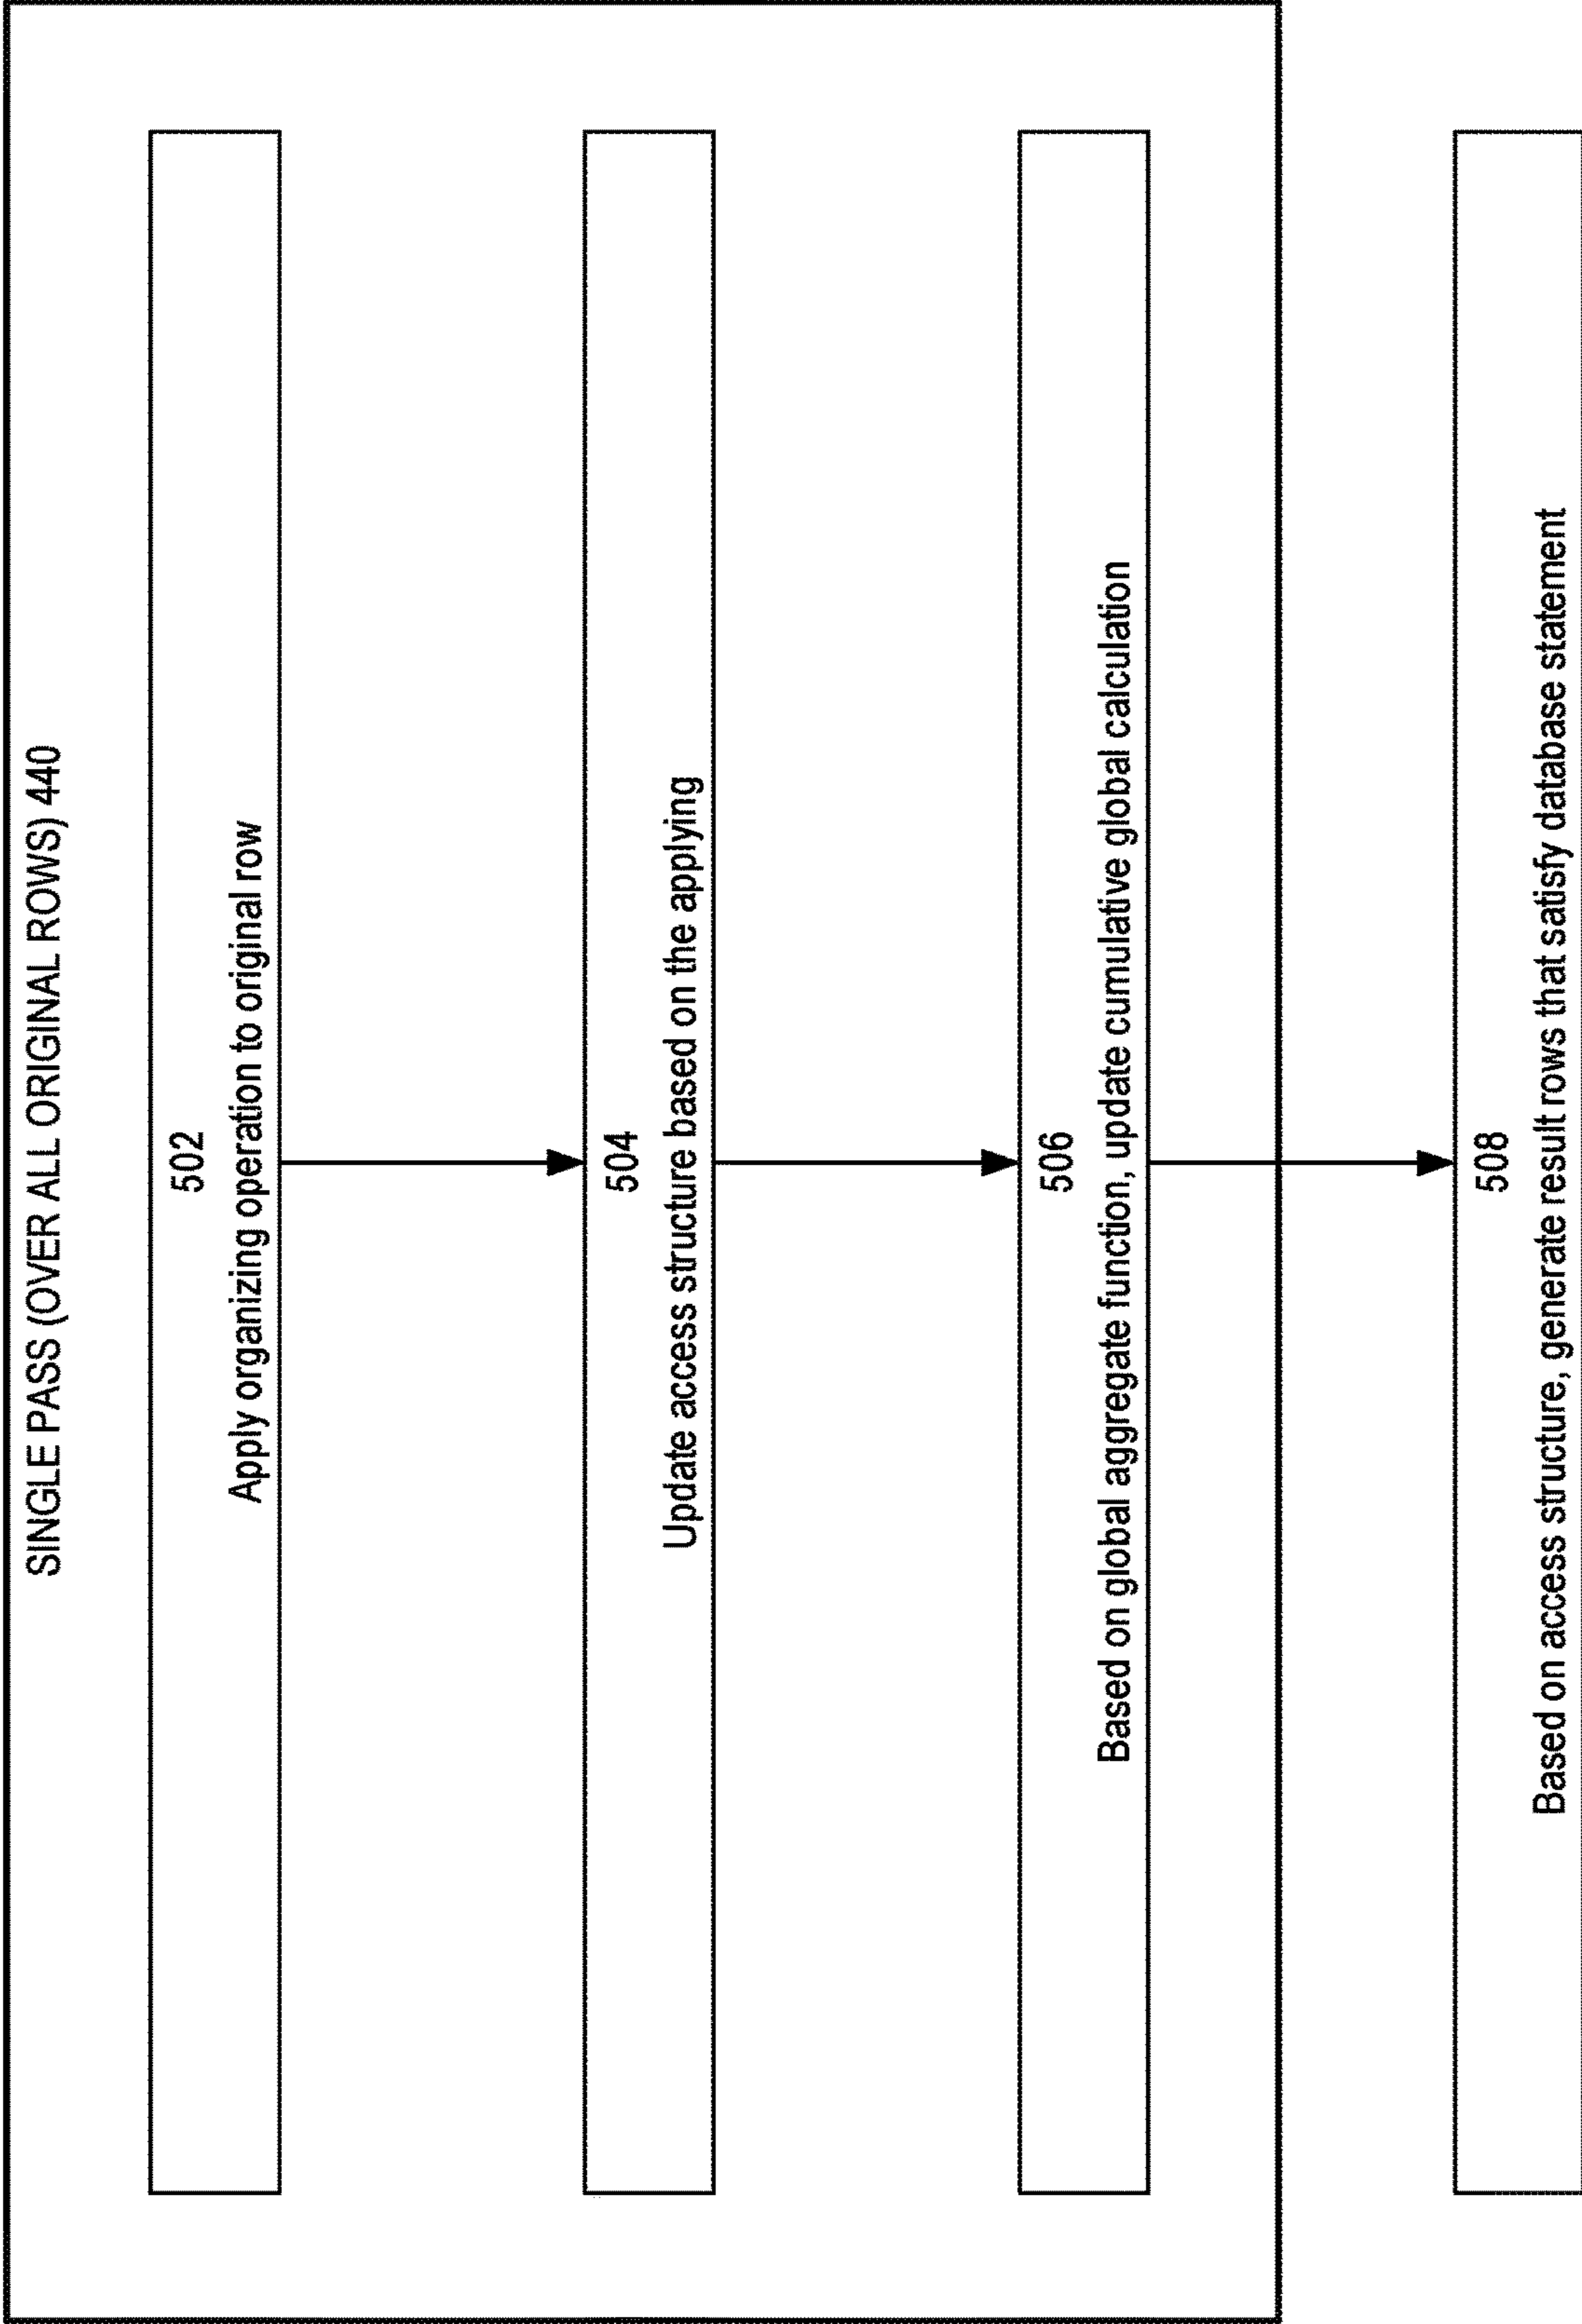 SINGLE PASS (OVER ALL ORIGINAL ROWS) 440
502
Apply organizing operation to original row
504
Update access structure based on the applying
506
Based on global aggregate function, update cumulative global calculation
508
Based on access structure, generate result rows that satisfy database statement